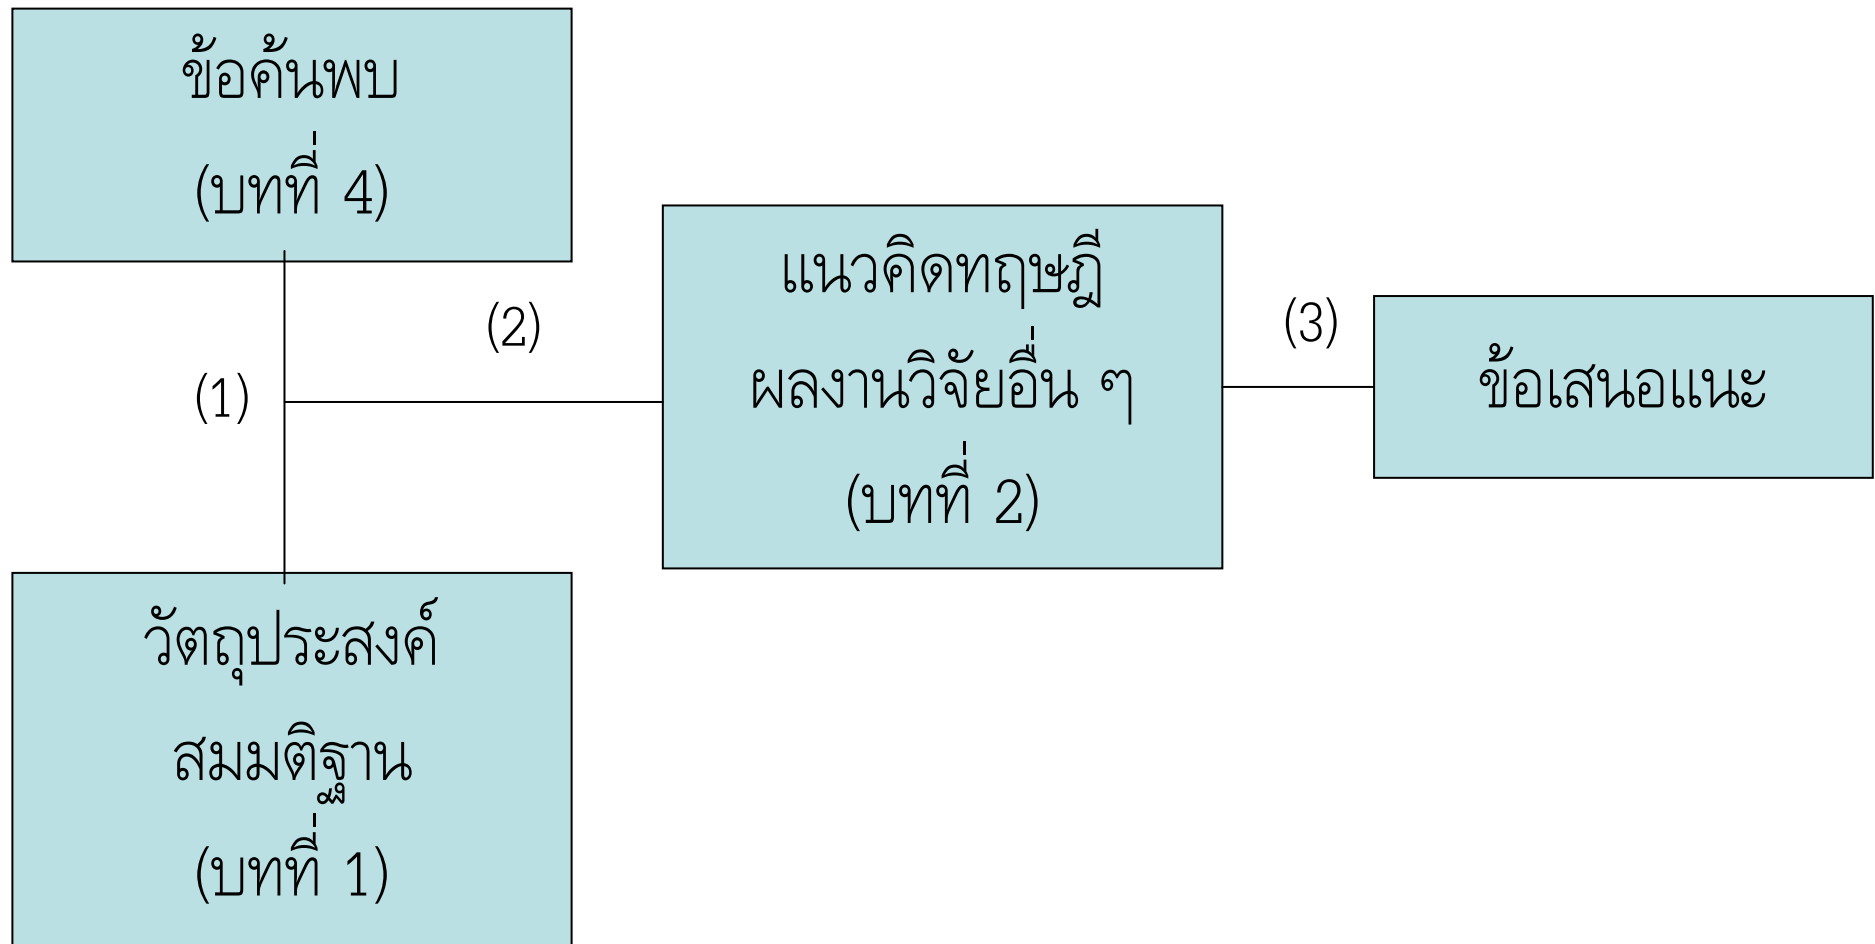 ข้อค้นพบ
(บทที่ 4)
(1)
(2)
วัตถุประสงค์
สมมติฐาน
(บทที่ 1)
แนวคิดทฤษฎี
ผลงานวิจัยอื่น ๆ
(บทที่ 2)
(3)
ข้อเสนอแนะ